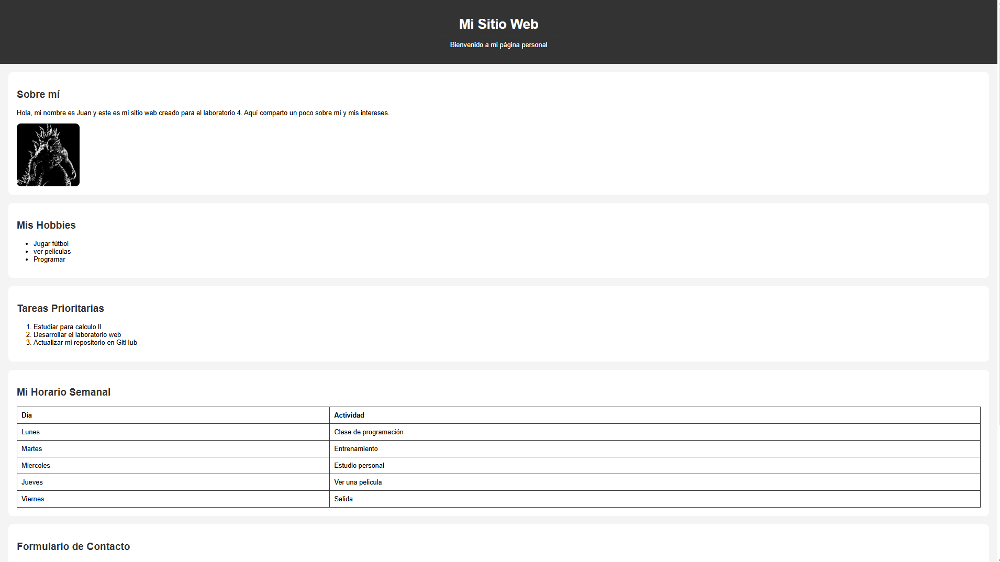 Mi Sitio Web
Bienvenido a mi página personal
Sobre mí
Hola, mi nombre es Juan y este es mi sitio web creado para el laboratorio 4. Aquí comparto un poco sobre mí y mis intereses.
Mis Hobbies
• Jugar fútbol
• ver peliculas
• Programar
Tareas Prioritarias
1. Estudiar para calculo II
2. Desarrollar el laboratorio web
3. Actualizar mi repositorio en GitHub
Mi Horario Semanal
Día Actividad
Lunes Clase de programación
Martes Entrenamiento
Miercoles Estudio personal
Jueves Ver una pelicula
Viernes Salida
Formulario de Contacto